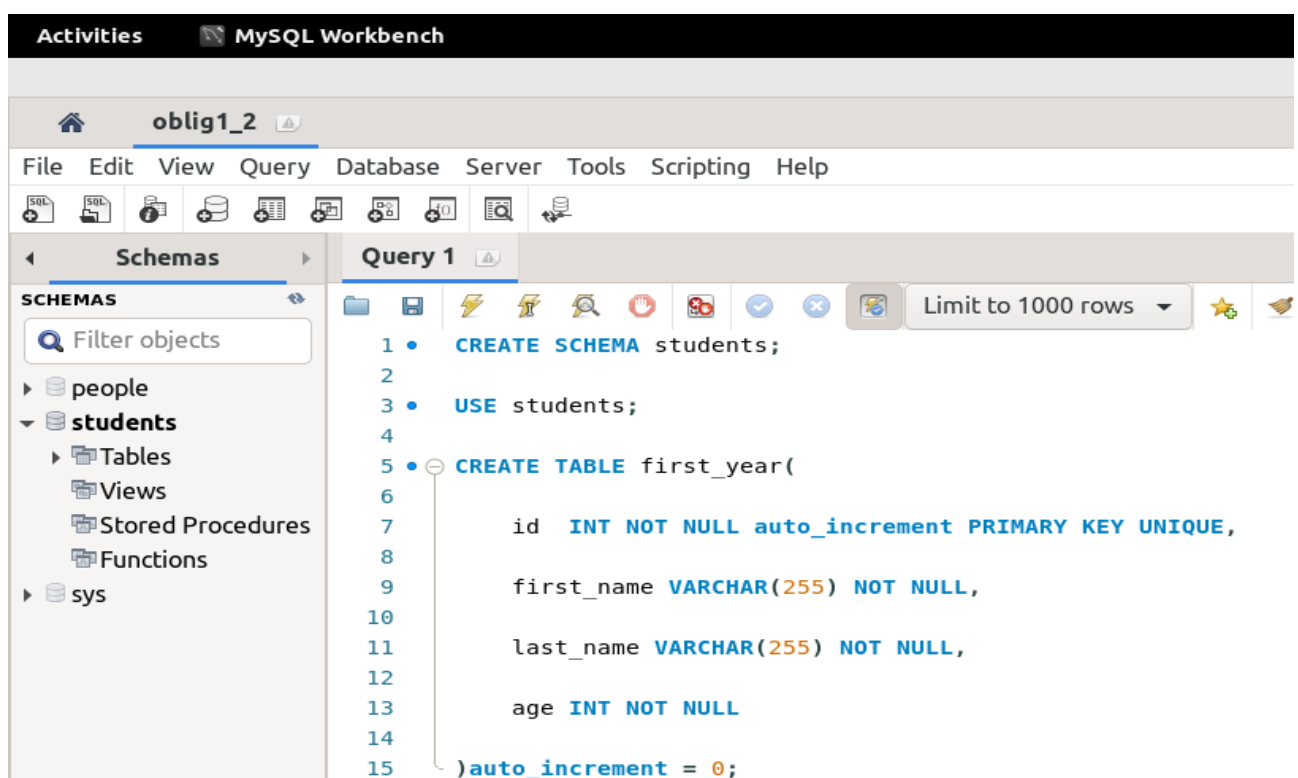 Activities MySQL Workbench
oblig1_2
File Edit View Query Database Server Tools Scripting Help
Schemas
Query 1
SCHEMAS
Limit to 1000 rows
Filter objects
people
students
Tables
Views
Stored Procedures
Functions
sys
1 CREATE SCHEMA students;
2
3 USE students;
4
5 CREATE TABLE first_year(
6
7 id INT NOT NULL auto_increment PRIMARY KEY UNIQUE,
8
9 first_name VARCHAR(255) NOT NULL,
10
11 last_name VARCHAR(255) NOT NULL,
12
13 age INT NOT NULL
14
15 )auto_increment = 0;